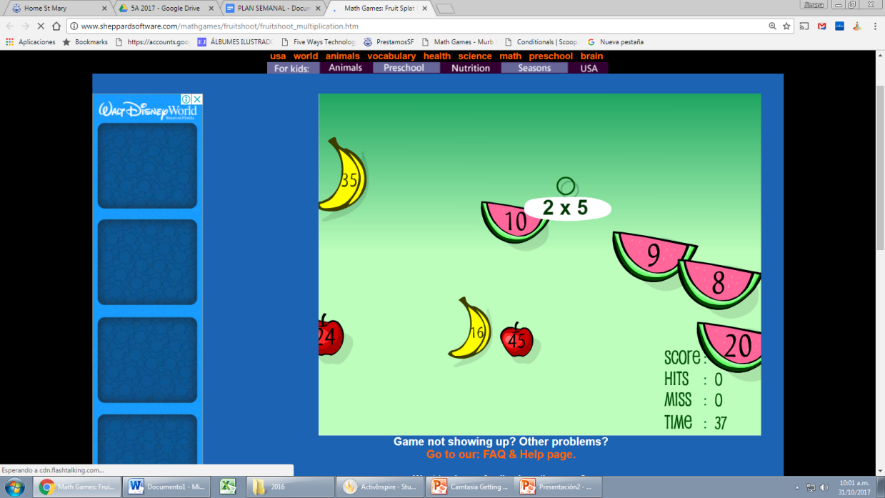 Home St Mary
5A 2017 - Google Drive
PLAN SEMANAL - Docum
Math Games: Fruit Splat
www.sheppardsoftware.com/mathgames/fruitshoot/fruitshoot_multiplication.htm
Aplicaciones
Bookmarks
https://accounts.goo
ÁLBUMES ILUSTRAD
Five Ways Technolog
PrestamosSF
Math Games - Murb
Conditionals | Scoop
Nueva pestaña
usa world animals vocabulary health science math preschool brain
For kids: Animals Preschool Nutrition Seasons USA
WALT DISNEY World
35
10
2 x 5
9
8
24
16
45
20
SCORE:
HITS : 0
MISS : 0
TIME : 37
Game not showing up? Other problems?
Go to our: FAQ & Help page.
Esperando a cdn.flashtalking.com...
Math Games: Frui...
Documento1 - Mi...
2016
ActivInspire - Stu...
Camtasia Getting ...
Presentación2 - ...
10:01 a.m.
31/10/2017